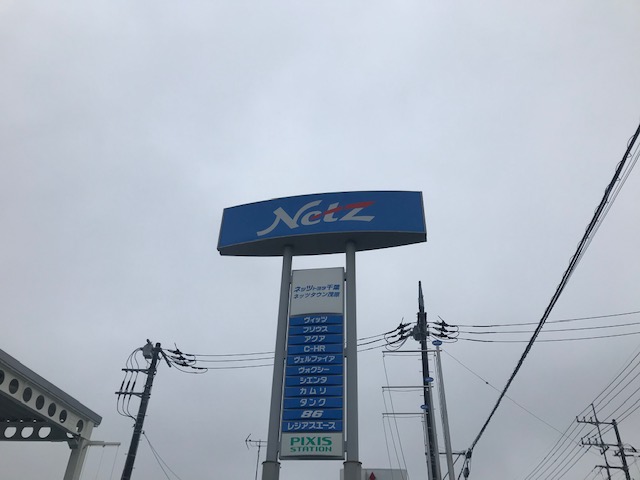 Netz
ネッツトヨタ千葉
ネッツタウン茂原
ヴィッツ
プリウス
アクア
C-HR
ヴェルファイア
ヴォクシー
シエンタ
カムリ
タンク
86
レジアスエース
PIXIS
STATION